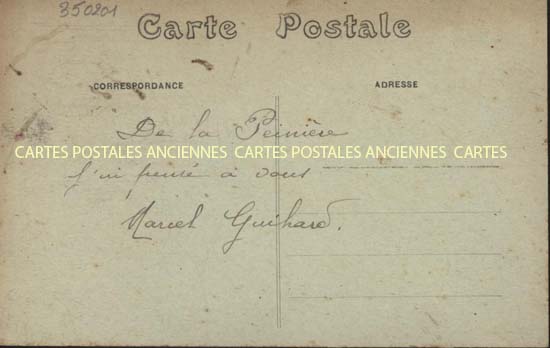 350201
Carte Postale
CORRESPONDANCE
ADRESSE
De la Peinière
CARTES POSTALES ANCIENNES CARTES POSTALES ANCIENNES CARTES
j'ai pensé à vous
Marcel Guihard.